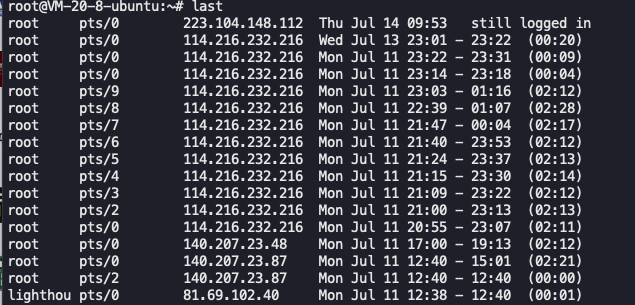 root@VM-20-8-ubuntu:~# last
root     pts/0        223.104.148.112  Thu Jul 14 09:53   still logged in
root     pts/0        114.216.232.216  Wed Jul 13 23:01 - 23:22  (00:20)
root     pts/0        114.216.232.216  Mon Jul 11 23:22 - 23:31  (00:09)
root     pts/0        114.216.232.216  Mon Jul 11 23:14 - 23:18  (00:04)
root     pts/9        114.216.232.216  Mon Jul 11 23:03 - 01:16  (02:12)
root     pts/8        114.216.232.216  Mon Jul 11 22:39 - 01:07  (02:28)
root     pts/7        114.216.232.216  Mon Jul 11 21:47 - 00:04  (02:17)
root     pts/6        114.216.232.216  Mon Jul 11 21:40 - 23:53  (02:12)
root     pts/5        114.216.232.216  Mon Jul 11 21:24 - 23:37  (02:13)
root     pts/4        114.216.232.216  Mon Jul 11 21:15 - 23:30  (02:14)
root     pts/3        114.216.232.216  Mon Jul 11 21:09 - 23:22  (02:12)
root     pts/2        114.216.232.216  Mon Jul 11 21:00 - 23:13  (02:13)
root     pts/0        114.216.232.216  Mon Jul 11 20:55 - 23:07  (02:11)
root     pts/0        140.207.23.48    Mon Jul 11 17:00 - 19:13  (02:12)
root     pts/0        140.207.23.87    Mon Jul 11 12:40 - 15:01  (02:21)
root     pts/2        140.207.23.87    Mon Jul 11 12:40 - 12:40  (00:00)
lighthou pts/0        81.69.102.40     Mon Jul 11 12:38 - 12:40  (00:01)